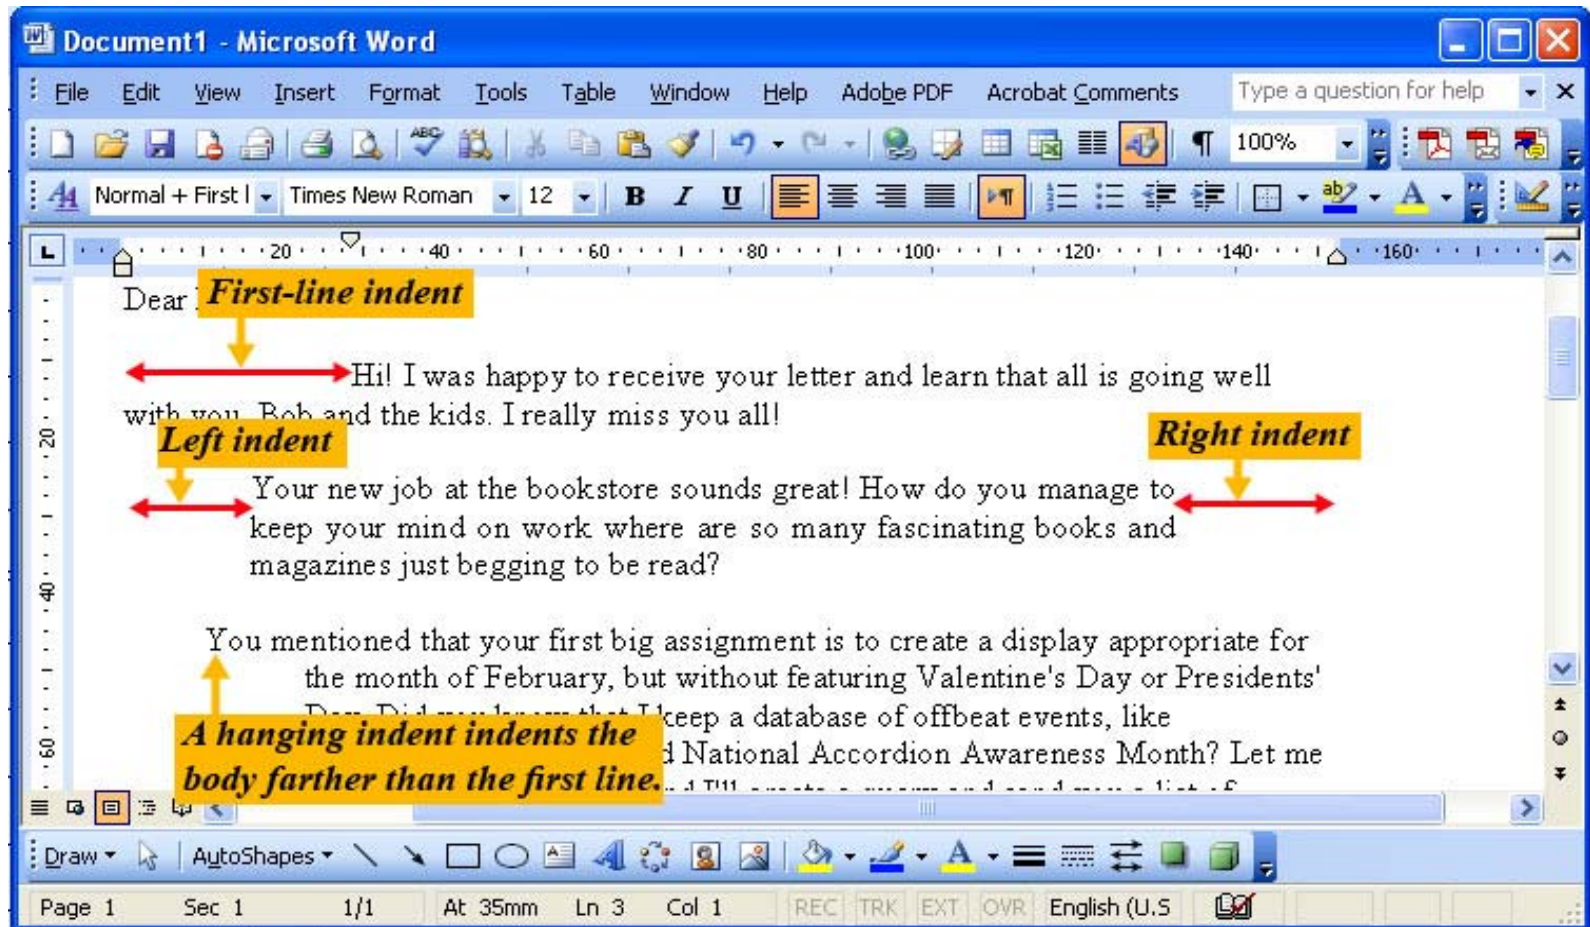 Document1 - Microsoft Word
File Edit View Insert Format Tools Table Window Help Adobe PDF Acrobat Comments Type a question for help
100%
Normal + First l Times New Roman 12 B I U
20 40 60 80 100 120 140 160
Dear
First-line indent
Hi! I was happy to receive your letter and learn that all is going well
with you, Bob and the kids. I really miss you all!
Left indent
Right indent
Your new job at the bookstore sounds great! How do you manage to
keep your mind on work where are so many fascinating books and
magazines just begging to be read?
You mentioned that your first big assignment is to create a display appropriate for
the month of February, but without featuring Valentine's Day or Presidents'
Day. Did you know that I keep a database of offbeat events, like
National Accordion Awareness Month? Let me
A hanging indent indents the
body farther than the first line.
20
40
60
Draw AutoShapes
Page 1 Sec 1 1/1 At 35mm Ln 3 Col 1 REC TRK EXT OVR English (U.S